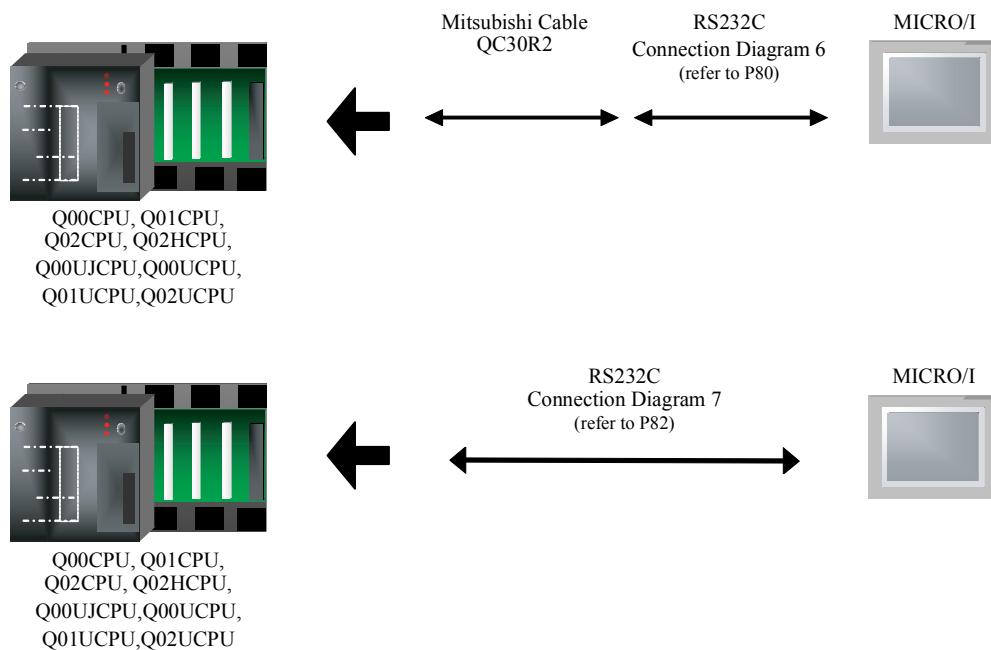 Mitsubishi Cable
QC30R2
RS232C
Connection Diagram 6
(refer to P80)
MICRO/I
Q00CPU, Q01CPU,
Q02CPU, Q02HCPU,
Q00UJCPU,Q00UCPU,
Q01UCPU,Q02UCPU
RS232C
Connection Diagram 7
(refer to P82)
MICRO/I
Q00CPU, Q01CPU,
Q02CPU, Q02HCPU,
Q00UJCPU,Q00UCPU,
Q01UCPU,Q02UCPU